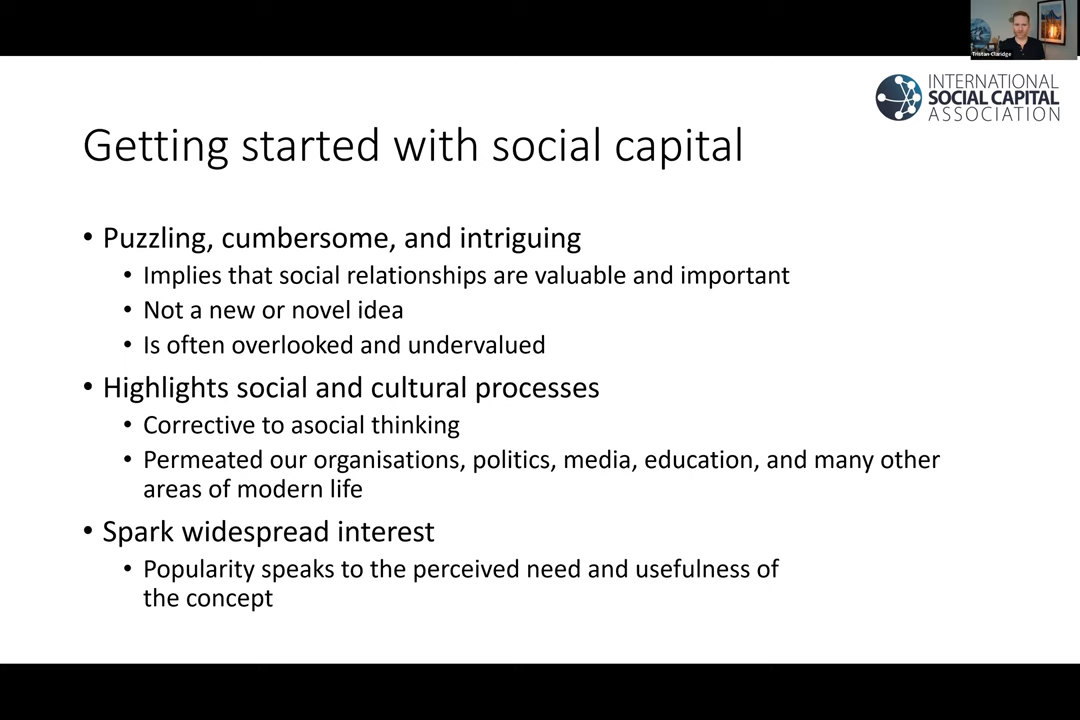 Tristan Claridge
INTERNATIONAL
SOCIAL CAPITAL
ASSOCIATION
Getting started with social capital
• Puzzling, cumbersome, and intriguing
• Implies that social relationships are valuable and important
• Not a new or novel idea
• Is often overlooked and undervalued
• Highlights social and cultural processes
• Corrective to asocial thinking
• Permeated our organisations, politics, media, education, and many other
areas of modern life
• Spark widespread interest
• Popularity speaks to the perceived need and usefulness of
the concept